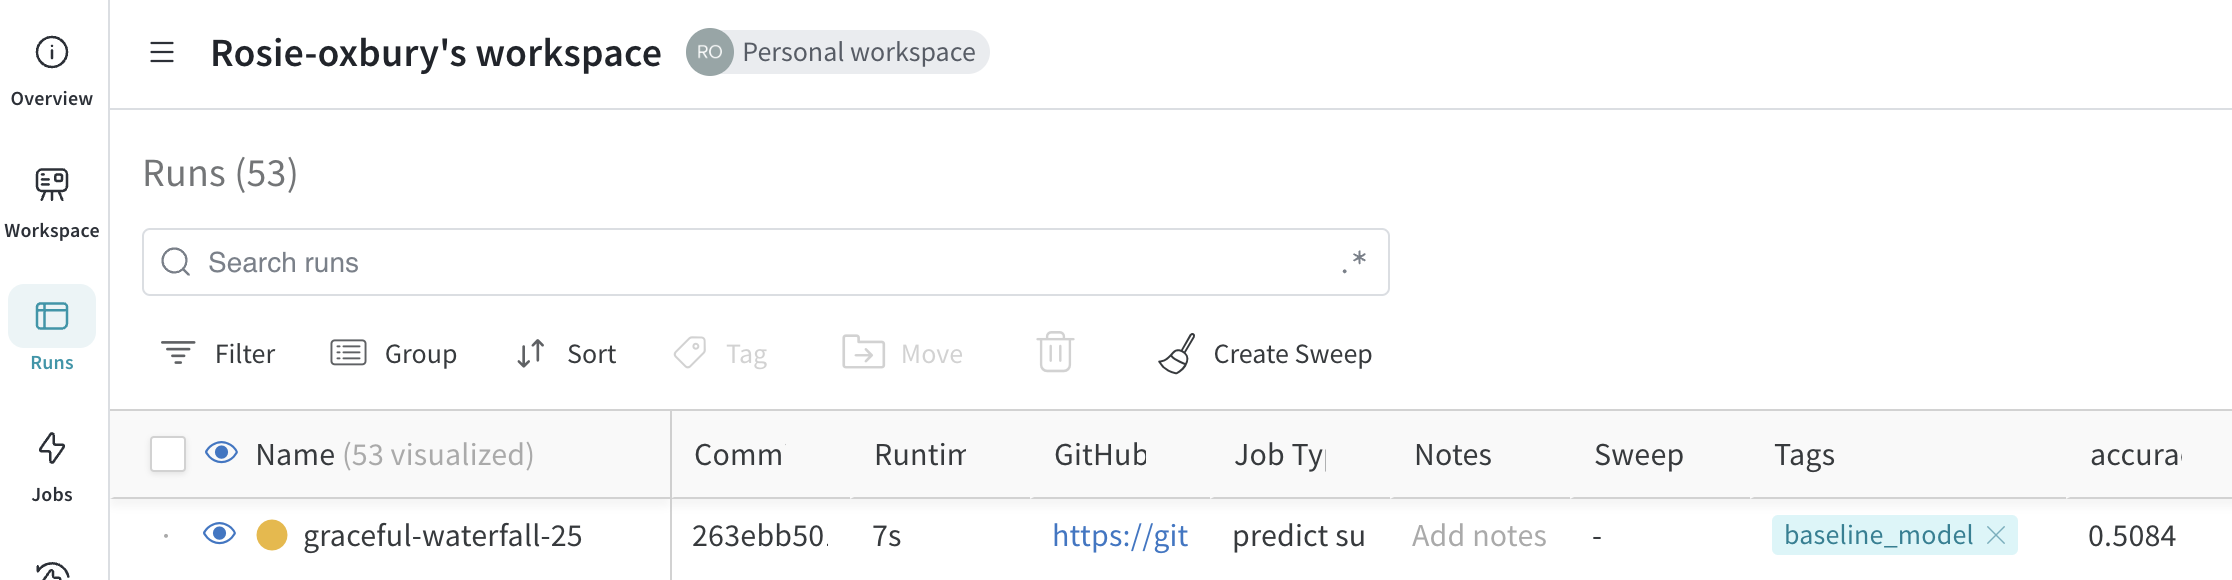 Rosie-oxbury's workspace
RO
Personal workspace
Overview
Workspace
Runs
Jobs
Runs (53)
Search runs
.*
Filter
Group
Sort
Tag
Move
Create Sweep
Name (53 visualized)
Comm
Runtim
GitHub
Job Ty
Notes
Sweep
Tags
accura
graceful-waterfall-25
263ebb50
7s
https://git
predict su
Add notes
-
baseline_model
0.5084